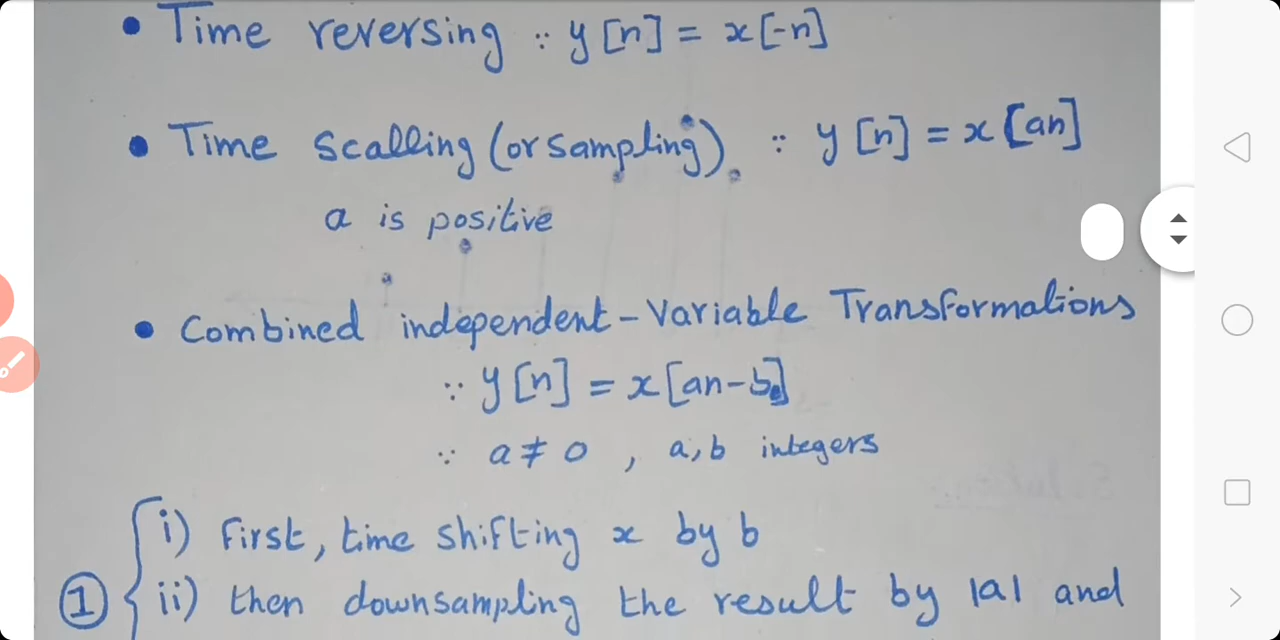 • Time reversing ∵ y[n] = x[-n]
• Time Scalling (or sampling) ∵ y[n] = x[an]
a is positive
• Combined independent-Variable Transformations
∵ y[n] = x[an-b]
∵ a ≠ 0 , a, b integers
i) First, time shifting x by b
① ii) then downsampling the result by |a| and